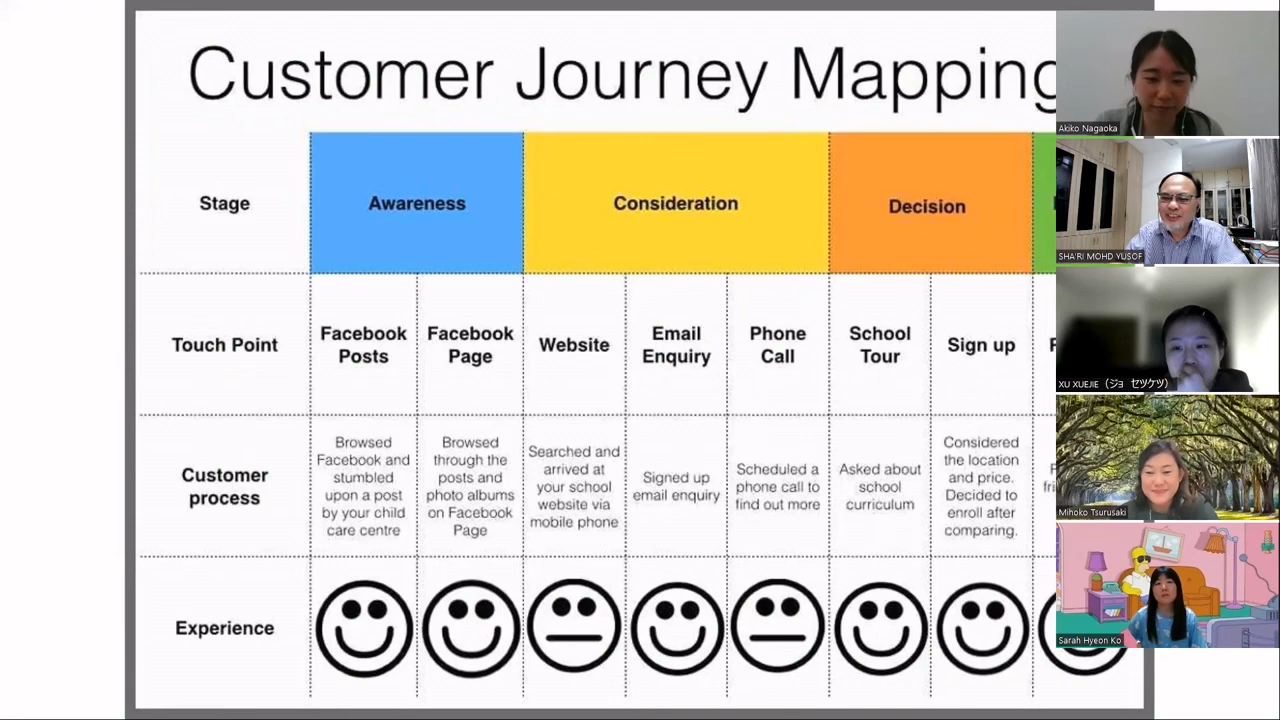 Customer Journey Mapping
Stage
Awareness
Consideration
Decision
Touch Point
Facebook
Posts
Facebook
Page
Website
Email
Enquiry
Phone
Call
School
Tour
Sign up
Customer
process
Browsed
Facebook and
stumbled
upon a post
by your child
care centre
Browsed
through the
posts and
photo albums
on Facebook
Page
Searched and
arrived at
your school
website via
mobile phone
Signed up
email enquiry
Scheduled a
phone call to
find out more
Asked about
school
curriculum
Considered
the location
and price.
Decided to
enroll after
comparing.
Experience
Akiko Nagaoka
SHA'RI MOHD YUSOF
XU XUEJIE（ジョ　セツケツ）
Mihoko Tsurusaki
Sarah Hyeon Ko